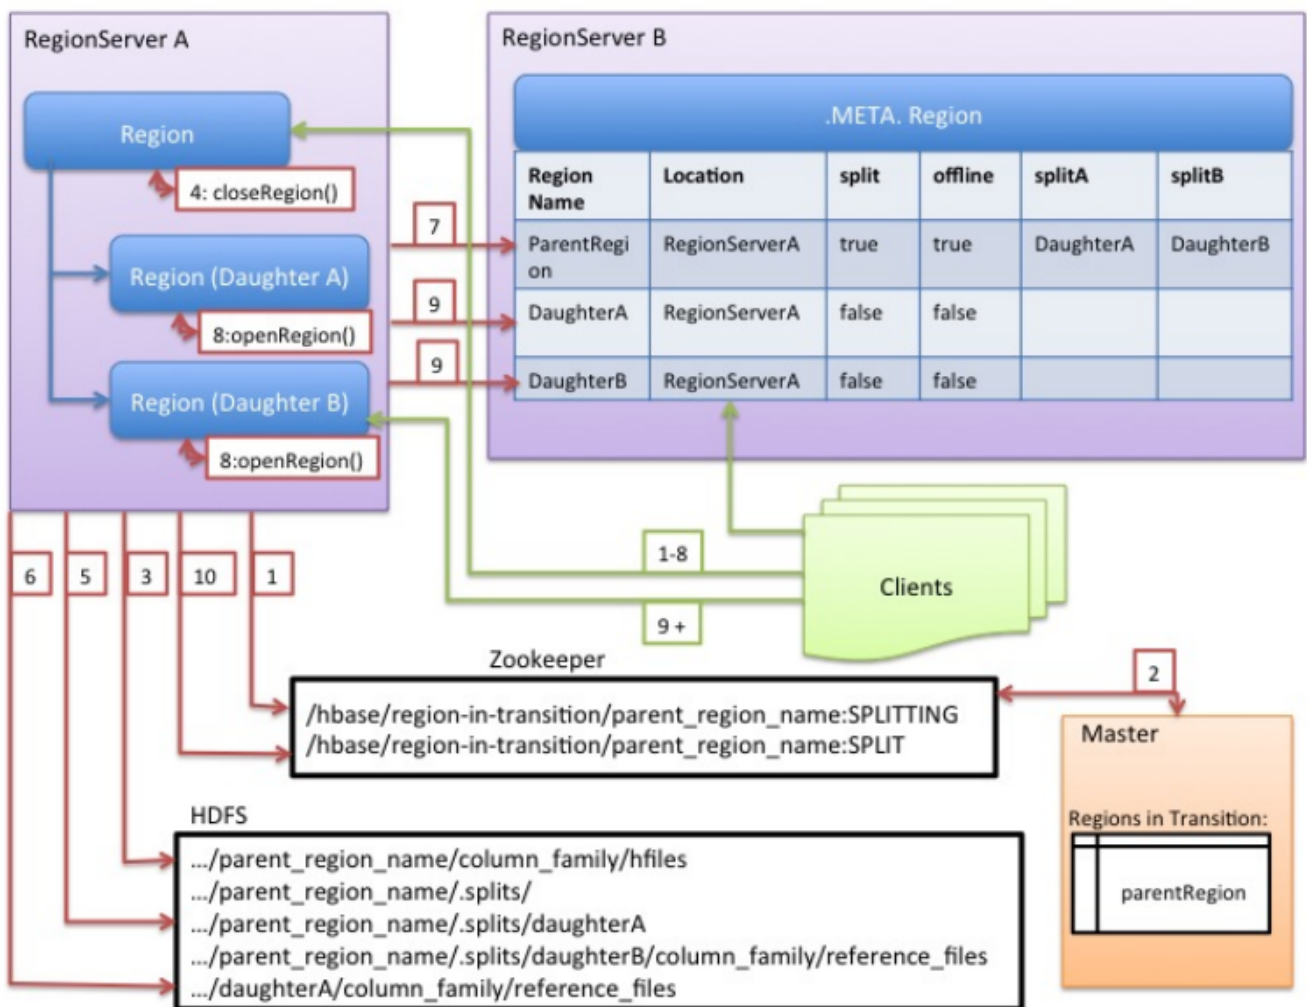 RegionServer A
Region
4: closeRegion()
Region (Daughter A)
8:openRegion()
Region (Daughter B)
8:openRegion()
7
9
9
RegionServer B
.META. Region
Region Name
Location
split
offline
splitA
splitB
ParentRegi
on
RegionServerA
true
true
DaughterA
DaughterB
DaughterA
RegionServerA
false
false
DaughterB
RegionServerA
false
false
6
5
3
10
1
1-8
9 +
Clients
2
Zookeeper
/hbase/region-in-transition/parent_region_name:SPLITTING
/hbase/region-in-transition/parent_region_name:SPLIT
Master
Regions in Transition:
parentRegion
HDFS
.../parent_region_name/column_family/hfiles
.../parent_region_name/.splits/
.../parent_region_name/.splits/daughterA
.../parent_region_name/.splits/daughterB/column_family/reference_files
.../daughterA/column_family/reference_files